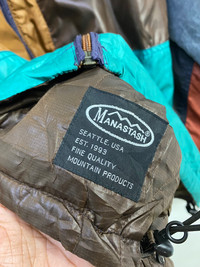 MANASTASH
SEATTLE, USA
EST. 1993
FINE QUALITY
MOUNTAIN PRODUCTS